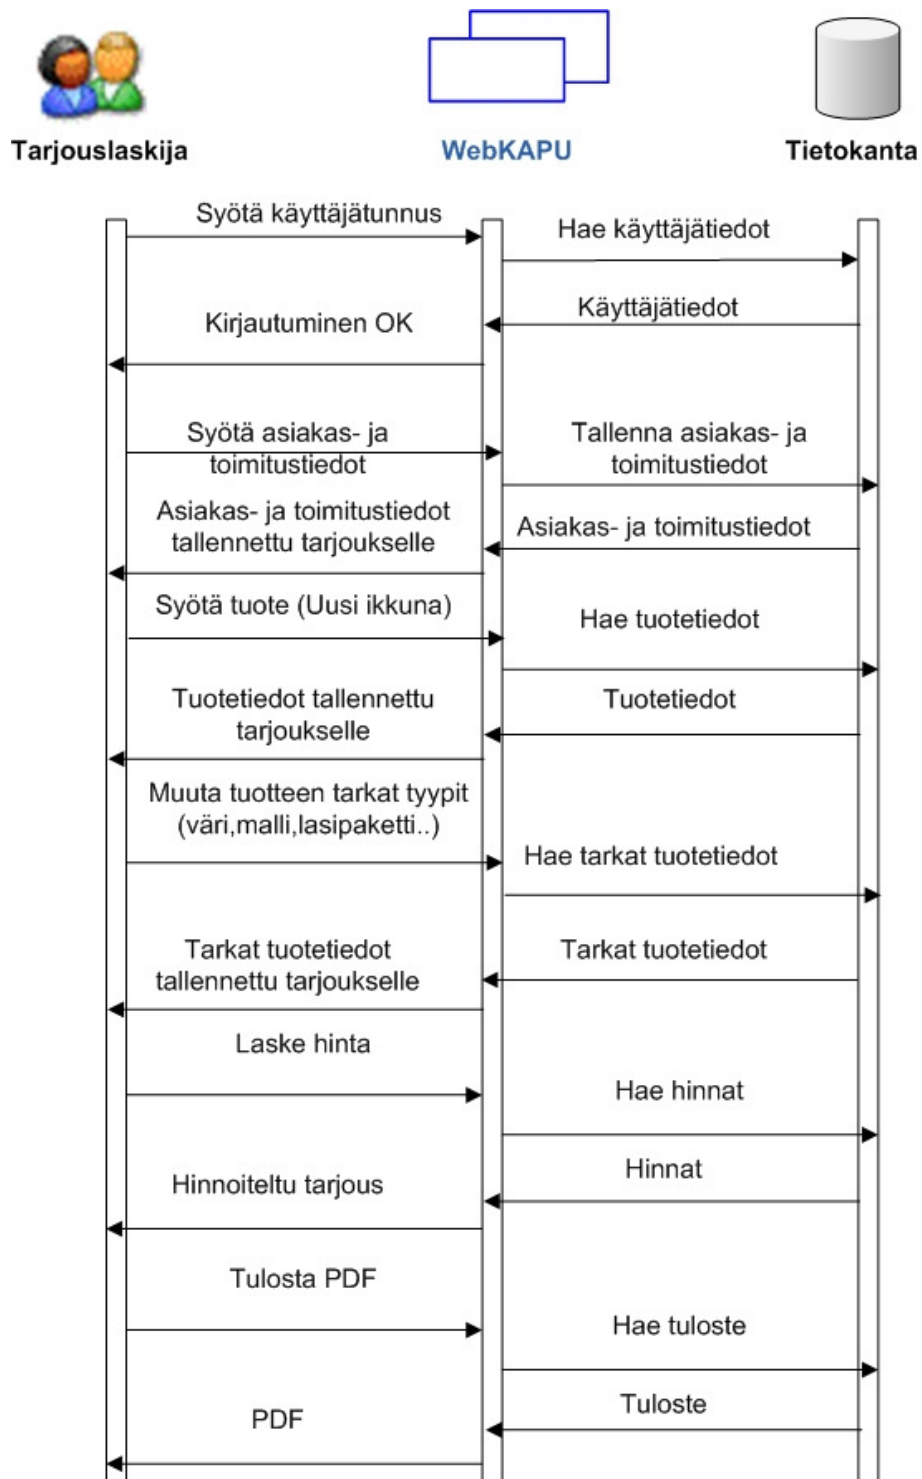 Tarjouslaskija
WebKAPU
Tietokanta
Syötä käyttäjätunnus
Hae käyttäjätiedot
Käyttäjätiedot
Kirjautuminen OK
Syötä asiakas- ja
toimitustiedot
Tallenna asiakas- ja
toimitustiedot
Asiakas- ja toimitustiedot
Asiakas- ja toimitustiedot
tallennettu tarjoukselle
Syötä tuote (Uusi ikkuna)
Hae tuotetiedot
Tuotetiedot
Tuotetiedot tallennettu
tarjoukselle
Muuta tuotteen tarkat tyypit
(väri,malli,lasipaketti..)
Hae tarkat tuotetiedot
Tarkat tuotetiedot
Tarkat tuotetiedot
tallennettu tarjoukselle
Laske hinta
Hae hinnat
Hinnat
Hinnoiteltu tarjous
Tulosta PDF
Hae tuloste
Tuloste
PDF